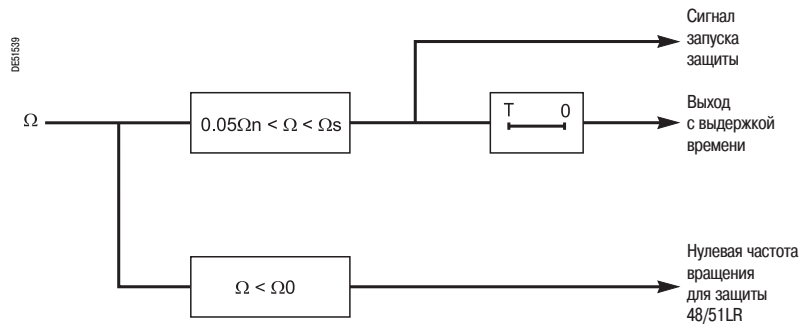 DE51539
Сигнал
запуска
защиты
Ω
0.05Ωn < Ω < Ωs
T 0
Выход
с выдержкой
времени
Ω < Ω0
Нулевая частота
вращения
для защиты
48/51LR